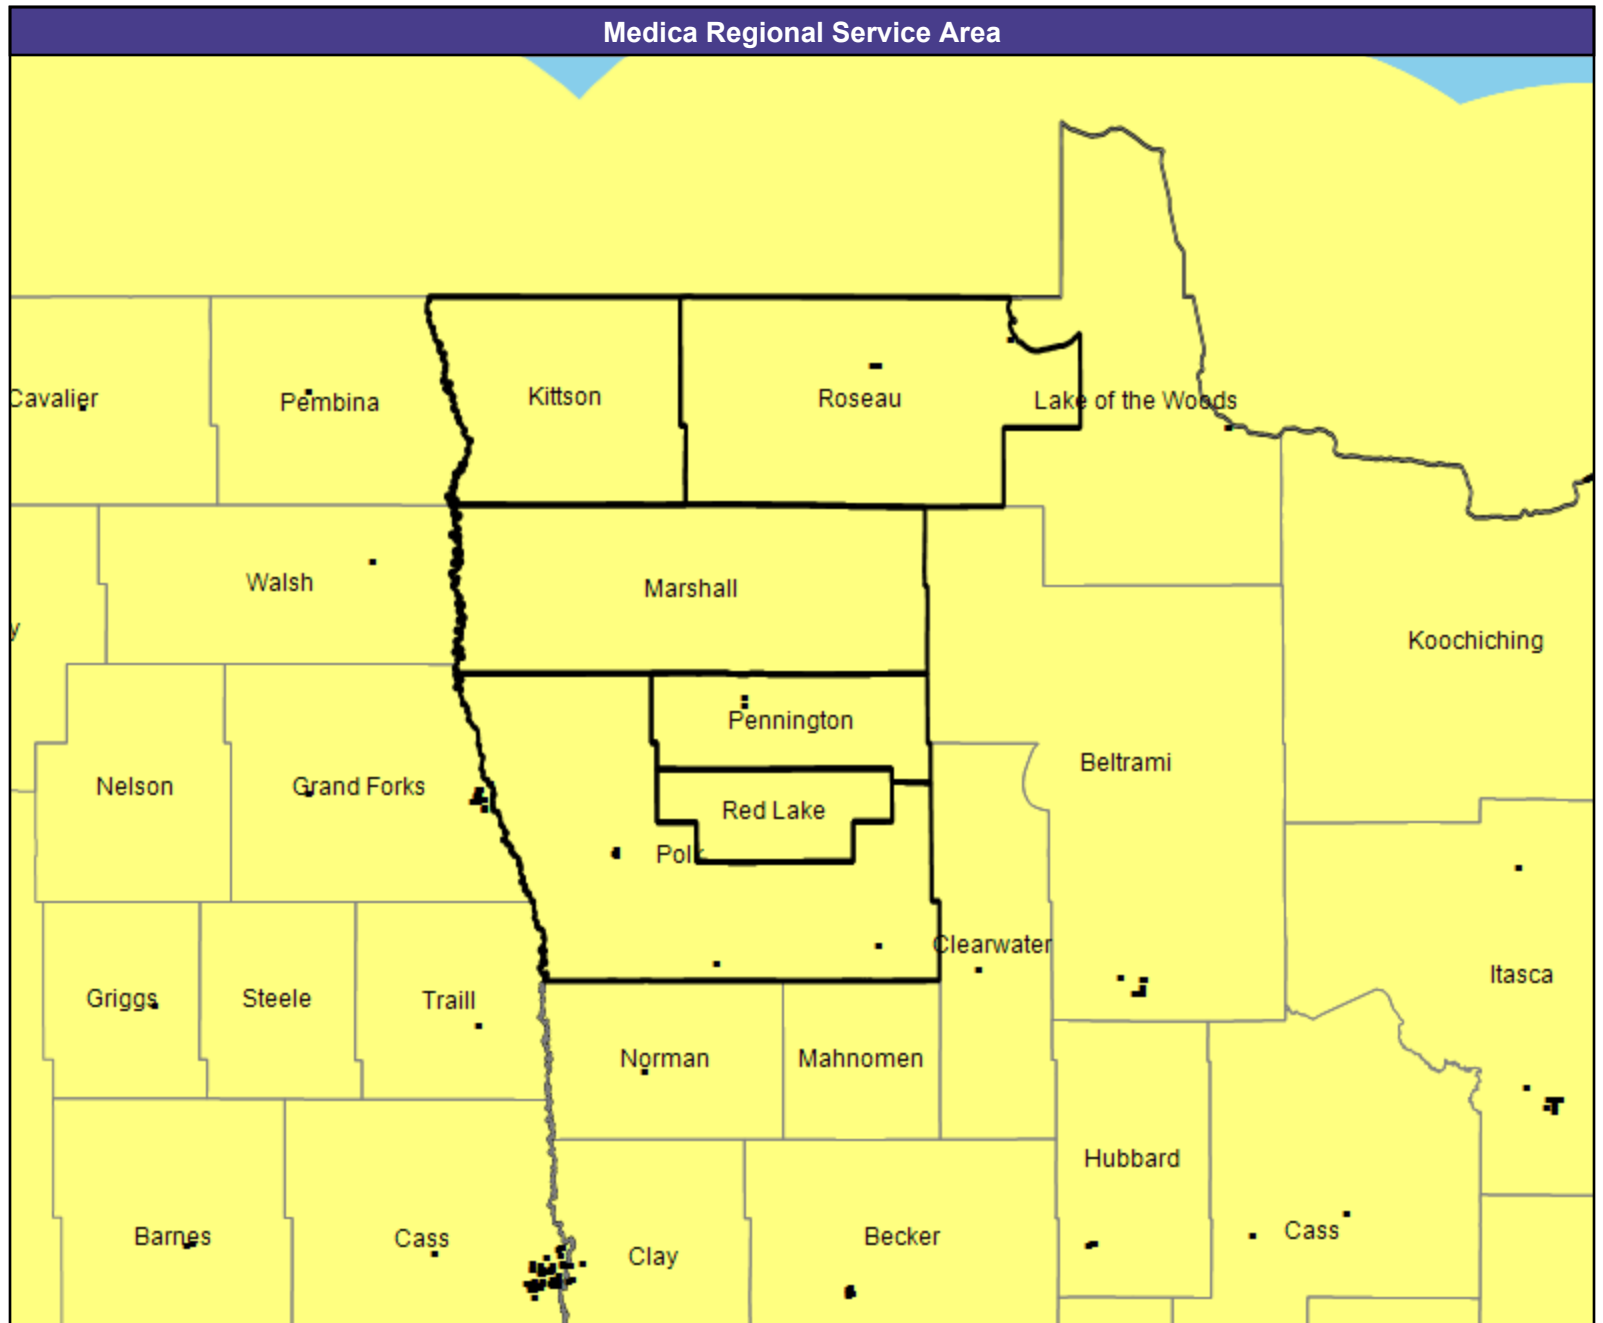 Medica Regional Service Area
Kittson
Roseau
Cavalier
Pembina
Lake of the Woods
Walsh
Marshall
y
Koochiching
Pennington
Beltrami
Nelson
Grand Forks
Red Lake
Polk
Clearwater
Itasca
Griggs
Steele
Traill
Norman
Mahnomen
Hubbard
Barnes
Cass
Clay
Becker
Cass